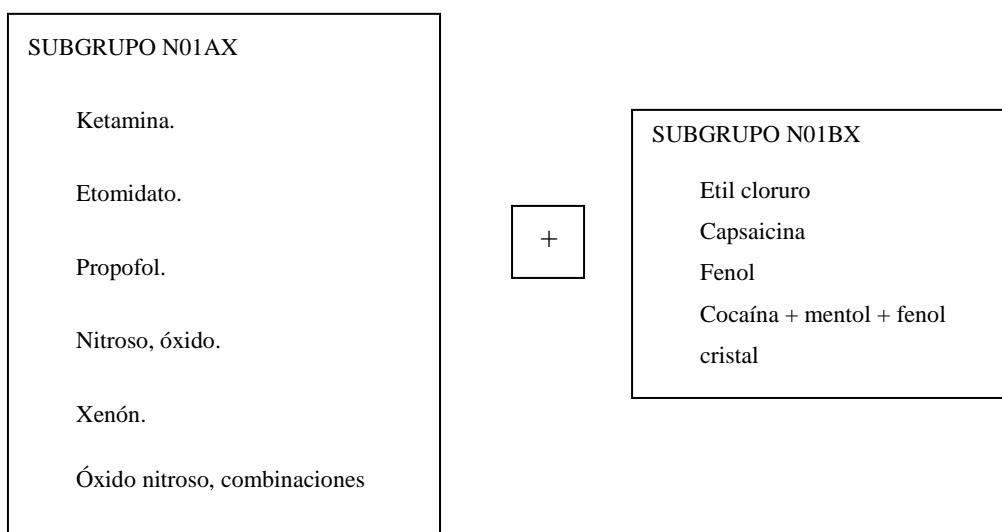 SUBGRUPO N01AX
Ketamina.
Etomidato.
Propofol.
Nitroso, óxido.
Xenón.
Óxido nitroso, combinaciones
+
SUBGRUPO N01BX
Etil cloruro
Capsaicina
Fenol
Cocaína + mentol + fenol
cristal